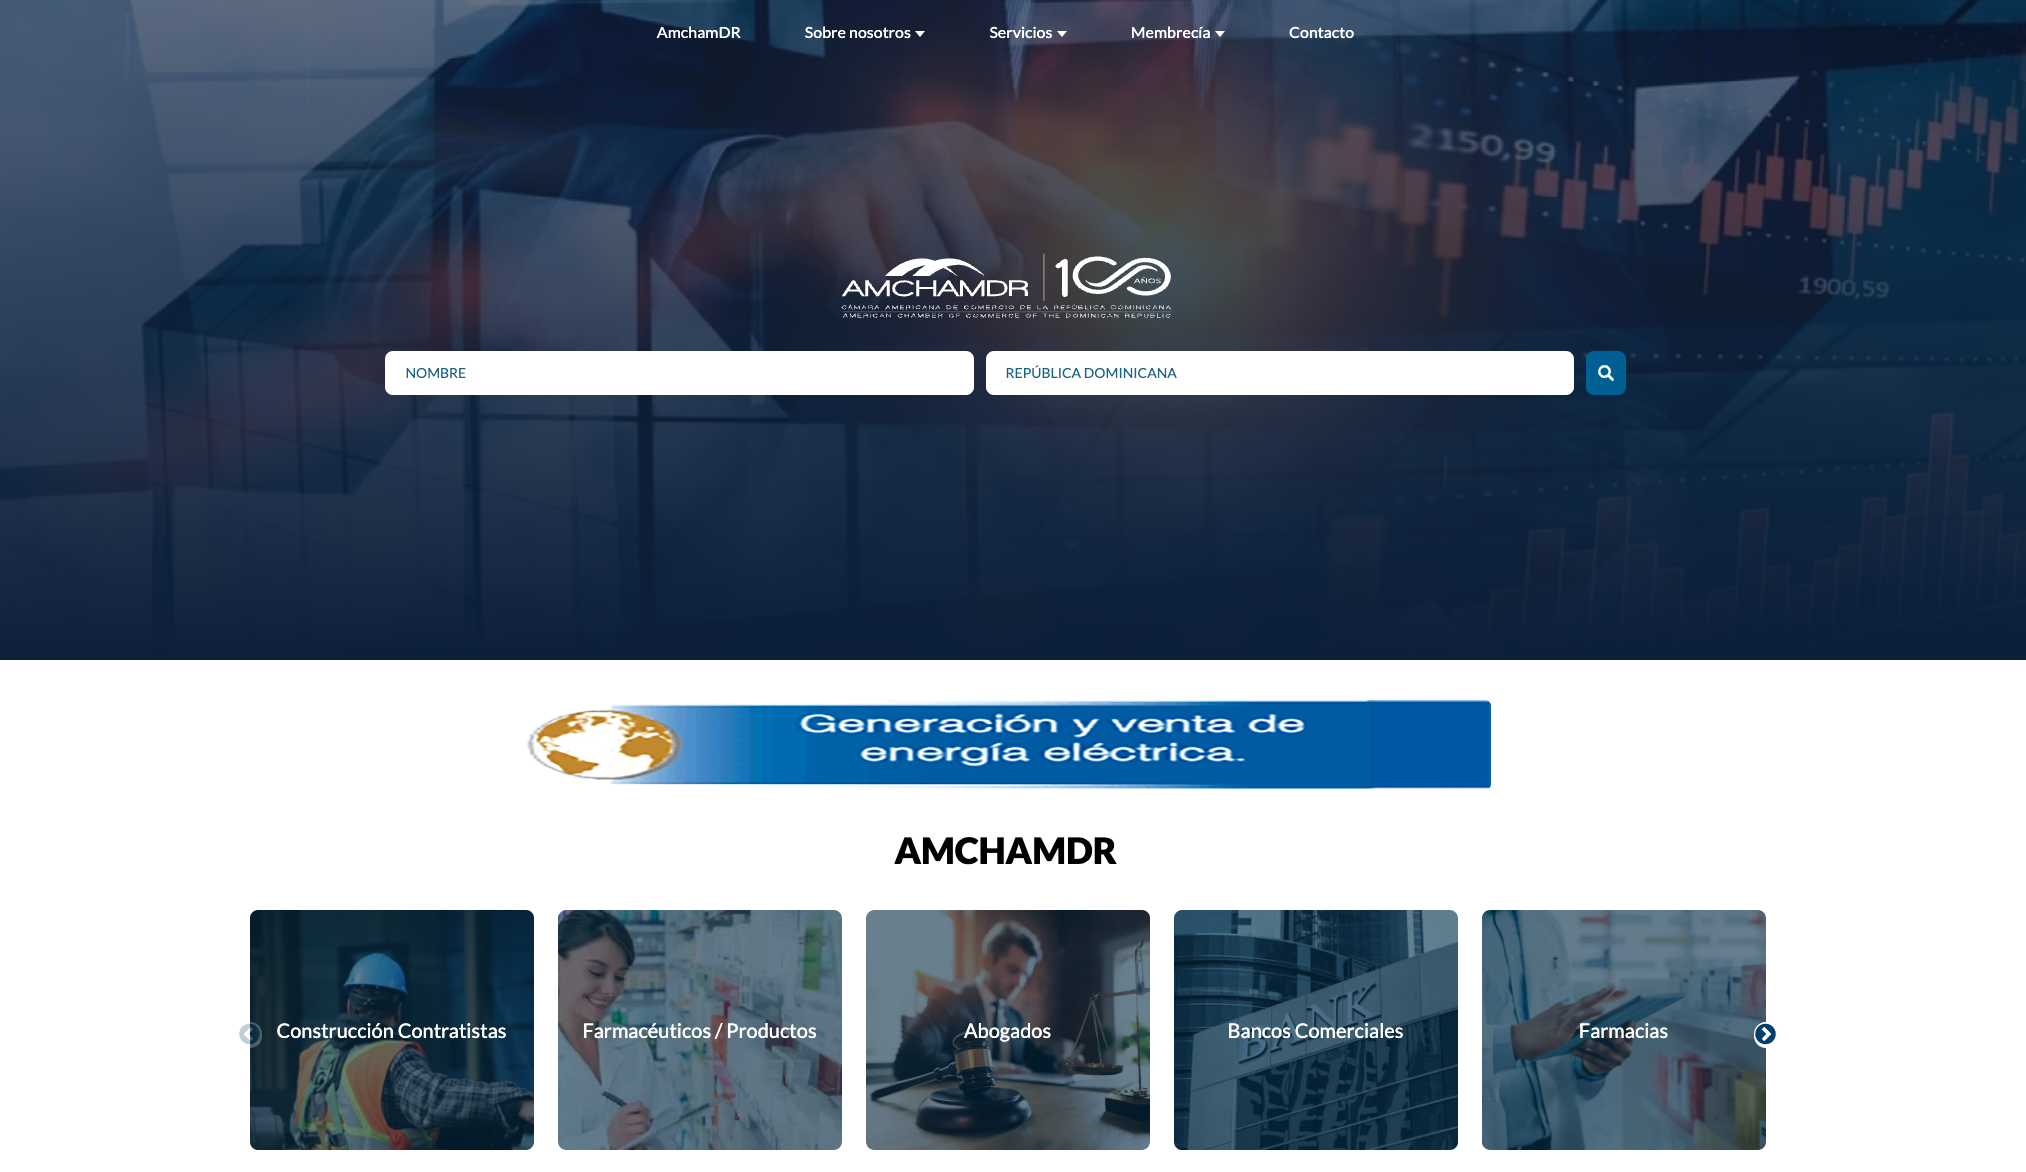 AmchamDR
Sobre nosotros
Servicios
Membrecía
Contacto
2150,99
1900,59
AMCHAMDR
100
AÑOS
CÁMARA AMERICANA DE COMERCIO DE LA REPÚBLICA DOMINICANA
AMERICAN CHAMBER OF COMMERCE OF THE DOMINICAN REPUBLIC
NOMBRE
REPÚBLICA DOMINICANA
Generación y venta de
energía eléctrica.
AMCHAMDR
Construcción Contratistas
Farmacéuticos / Productos
Abogados
BANK
Bancos Comerciales
Farmacias